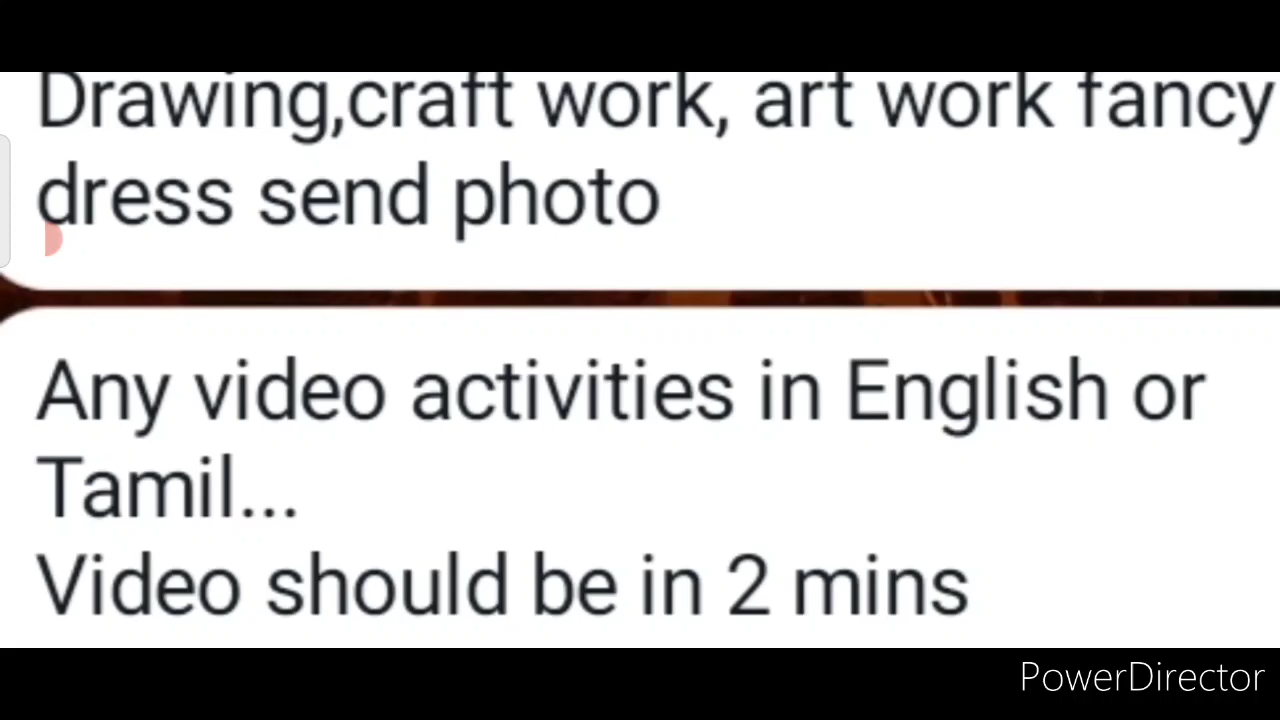 Drawing,craft work, art work fancy
dress send photo
Any video activities in English or
Tamil...
Video should be in 2 mins
PowerDirector